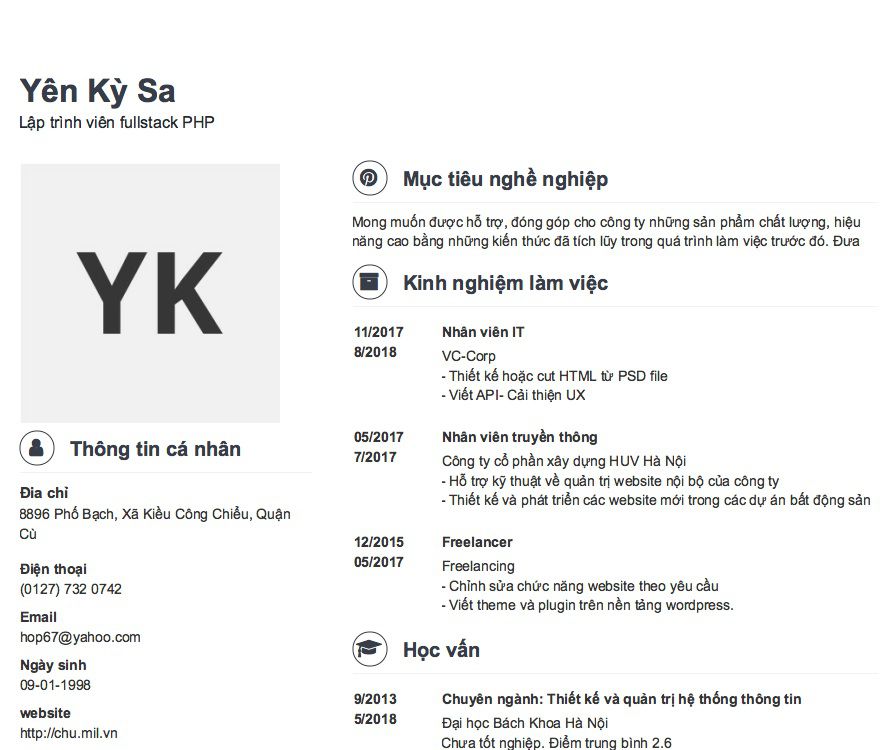 Yên Kỳ Sa
Lập trình viên fullstack PHP
YK
Thông tin cá nhân
Đia chỉ
8896 Phố Bạch, Xã Kiều Công Chiểu, Quận
Cù
Điện thoại
(0127) 732 0742
Email
hop67@yahoo.com
Ngày sinh
09-01-1998
website
http://chu.mil.vn
Mục tiêu nghề nghiệp
Mong muốn được hỗ trợ, đóng góp cho công ty những sản phẩm chất lượng, hiệu
năng cao bằng những kiến thức đã tích lũy trong quá trình làm việc trước đó. Đưa
Kinh nghiệm làm việc
11/2017 Nhân viên IT
8/2018 VC-Corp
- Thiết kế hoặc cut HTML từ PSD file
- Viết API- Cải thiện UX
05/2017 Nhân viên truyền thông
7/2017 Công ty cổ phần xây dựng HUV Hà Nội
- Hỗ trợ kỹ thuật về quản trị website nội bộ của công ty
- Thiết kế và phát triển các website mới trong các dự án bất động sản
12/2015 Freelancer
05/2017 Freelancing
- Chỉnh sửa chức năng website theo yêu cầu
- Viết theme và plugin trên nền tảng wordpress.
Học vấn
9/2013 Chuyên ngành: Thiết kế và quản trị hệ thống thông tin
5/2018 Đại học Bách Khoa Hà Nội
Chưa tốt nghiệp. Điểm trung bình 2.6